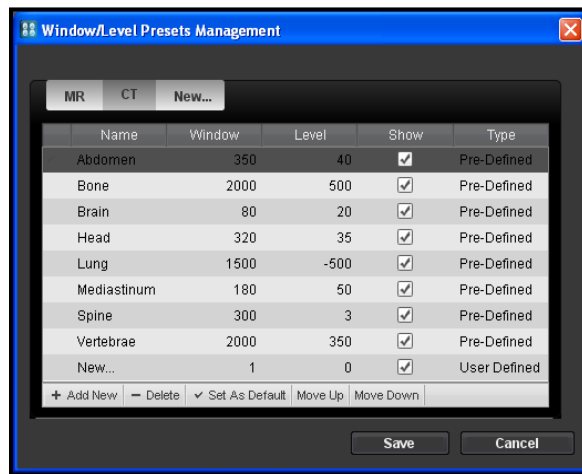 Window/Level Presets Management
MR CT New...
Name Window Level Show Type
Abdomen 350 40 Pre-Defined
Bone 2000 500 Pre-Defined
Brain 80 20 Pre-Defined
Head 320 35 Pre-Defined
Lung 1500 -500 Pre-Defined
Mediastinum 180 50 Pre-Defined
Spine 300 3 Pre-Defined
Vertebrae 2000 350 Pre-Defined
New... 1 0 User Defined
+ Add New − Delete ✓ Set As Default Move Up Move Down
Save Cancel